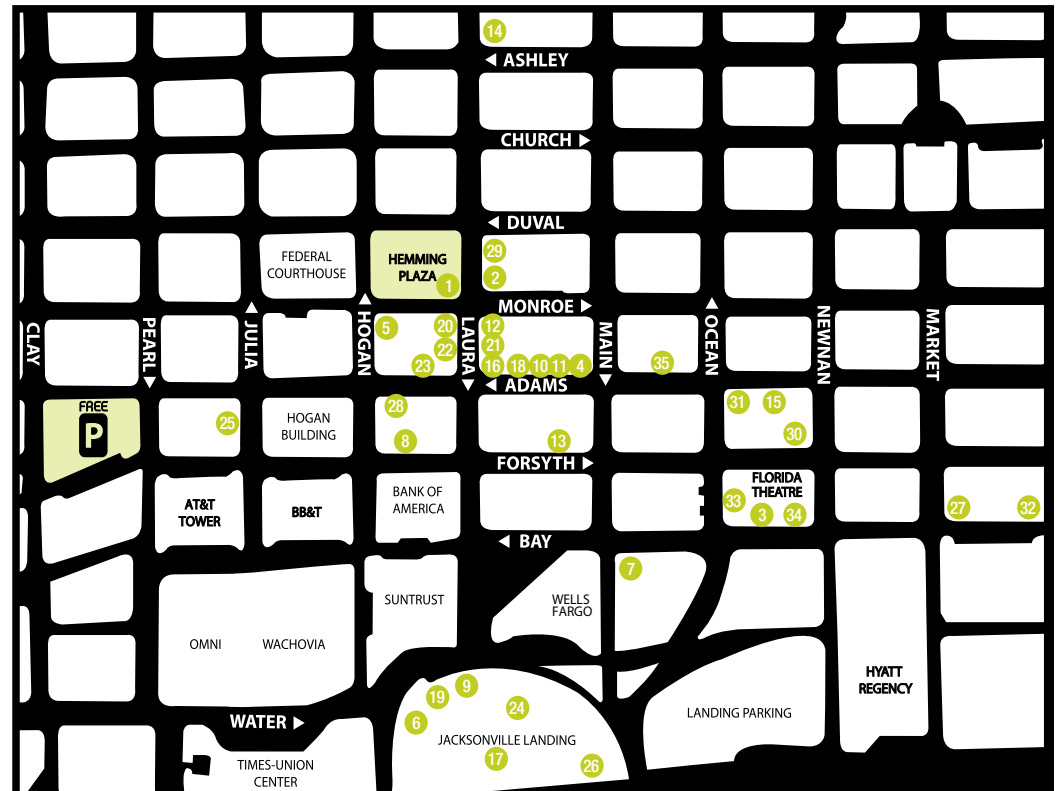 14
◄ ASHLEY
CHURCH ►
◄ DUVAL
FEDERAL
COURTHOUSE
HEMMING
PLAZA
1
29
2
MONROE ►
CLAY
PEARL
JULIA
HOGAN
LAURA
MAIN
OCEAN
NEWNAN
MARKET
5
20
22
23
12
21
16
18
10
11
4
35
◄ ADAMS
FREE
P
25
HOGAN
BUILDING
28
8
13
31
15
30
FORSYTH ►
AT&T
TOWER
BB&T
BANK OF
AMERICA
FLORIDA
THEATRE
33
3
34
27
32
◄ BAY
SUNTRUST
WELLS
FARGO
7
OMNI
WACHOVIA
HYATT
REGENCY
9
19
6
24
LANDING PARKING
WATER ►
JACKSONVILLE LANDING
17
26
TIMES-UNION
CENTER